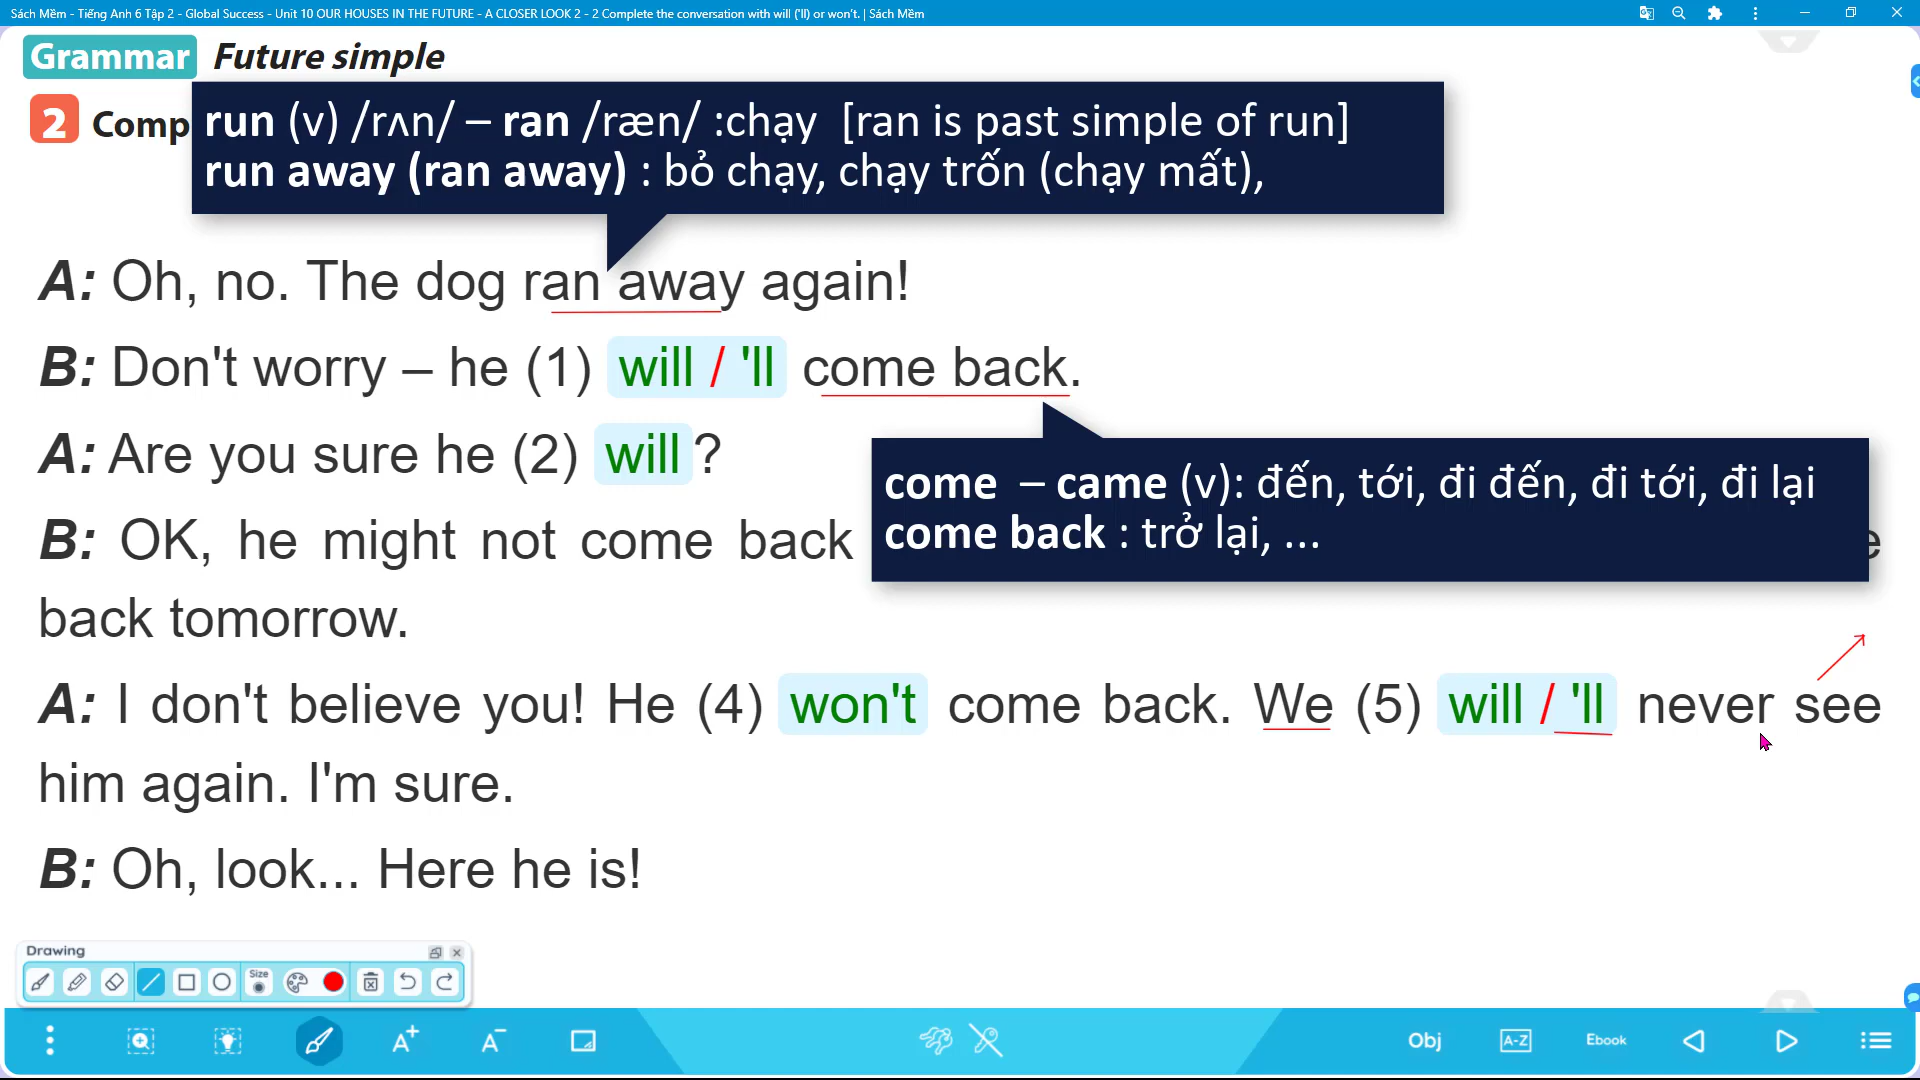 Sách Mềm - Tiếng Anh 6 Tập 2 - Global Success - Unit 10 OUR HOUSES IN THE FUTURE - A CLOSER LOOK 2 - 2 Complete the conversation with will ('ll) or won't. | Sách Mềm
Grammar Future simple
2 Comp
run (v) /rʌn/ – ran /ræn/ :chạy [ran is past simple of run]
run away (ran away) : bỏ chạy, chạy trốn (chạy mất),
A: Oh, no. The dog ran away again!
B: Don't worry – he (1) will / 'll come back.
A: Are you sure he (2) will ?
come – came (v): đến, tới, đi đến, đi tới, đi lại
come back : trở lại, ...
B: OK, he might not come back
back tomorrow.
A: I don't believe you! He (4) won't come back. We (5) will / 'll never see
him again. I'm sure.
B: Oh, look... Here he is!
Drawing
Size
A+ A- Obj A-Z Ebook